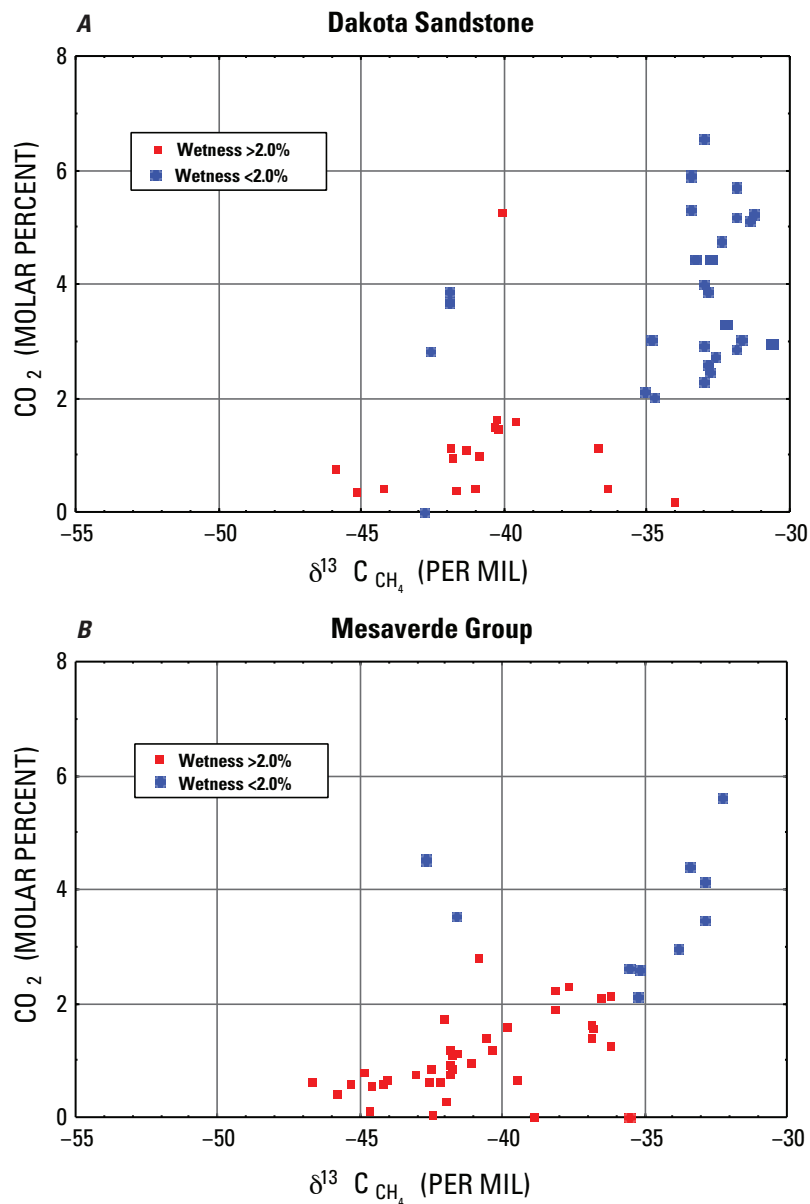 A Dakota Sandstone
8
6
4
2
0
CO2 (MOLAR PERCENT)
Wetness >2.0%
Wetness <2.0%
−55 −50 −45 −40 −35 −30
δ13 C CH4 (PER MIL)
B Mesaverde Group
8
6
4
2
0
CO2 (MOLAR PERCENT)
Wetness >2.0%
Wetness <2.0%
−55 −50 −45 −40 −35 −30
δ13 C CH4 (PER MIL)